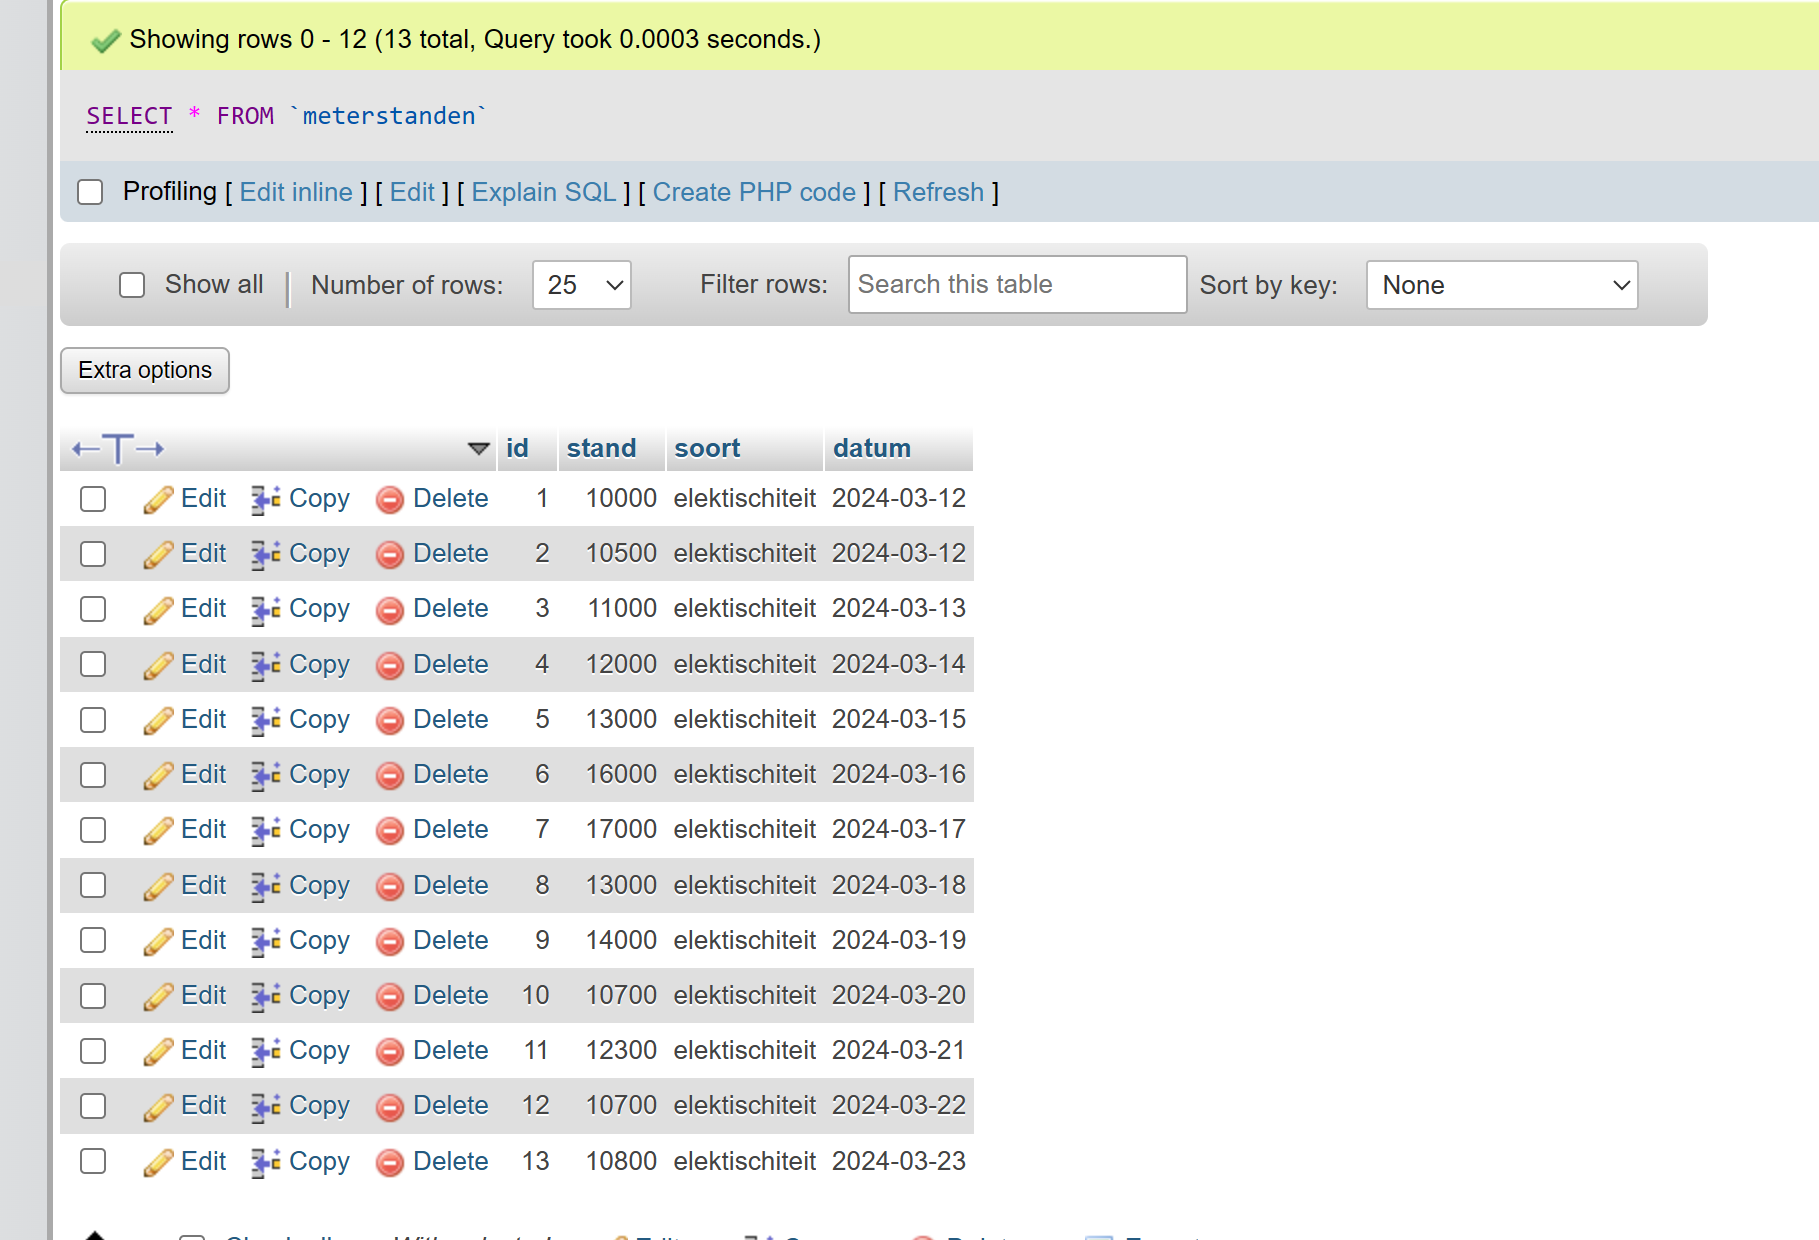 Showing rows 0 - 12 (13 total, Query took 0.0003 seconds.)
SELECT * FROM `meterstanden`
Profiling [ Edit inline ] [ Edit ] [ Explain SQL ] [ Create PHP code ] [ Refresh ]
Show all | Number of rows: 25 Filter rows: Search this table Sort by key: None
Extra options
←T→ id stand soort datum
Edit Copy Delete 1 10000 elektischiteit 2024-03-12
Edit Copy Delete 2 10500 elektischiteit 2024-03-12
Edit Copy Delete 3 11000 elektischiteit 2024-03-13
Edit Copy Delete 4 12000 elektischiteit 2024-03-14
Edit Copy Delete 5 13000 elektischiteit 2024-03-15
Edit Copy Delete 6 16000 elektischiteit 2024-03-16
Edit Copy Delete 7 17000 elektischiteit 2024-03-17
Edit Copy Delete 8 13000 elektischiteit 2024-03-18
Edit Copy Delete 9 14000 elektischiteit 2024-03-19
Edit Copy Delete 10 10700 elektischiteit 2024-03-20
Edit Copy Delete 11 12300 elektischiteit 2024-03-21
Edit Copy Delete 12 10700 elektischiteit 2024-03-22
Edit Copy Delete 13 10800 elektischiteit 2024-03-23